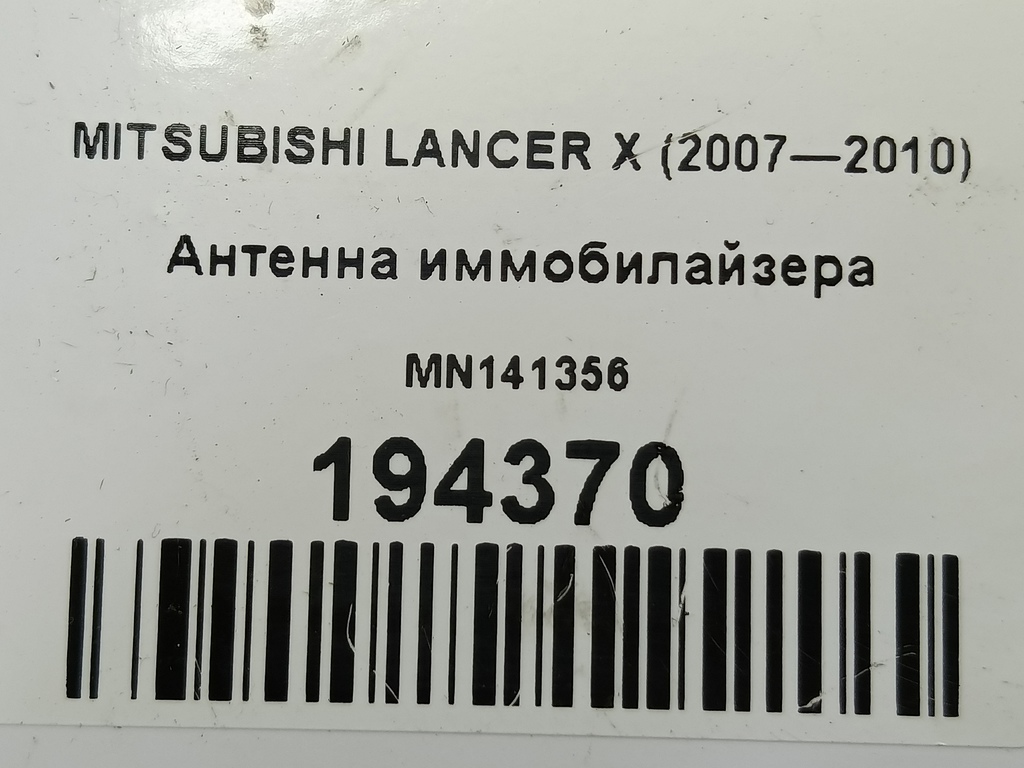 MITSUBISHI LANCER X (2007—2010)
Антенна иммобилайзера
MN141356
194370